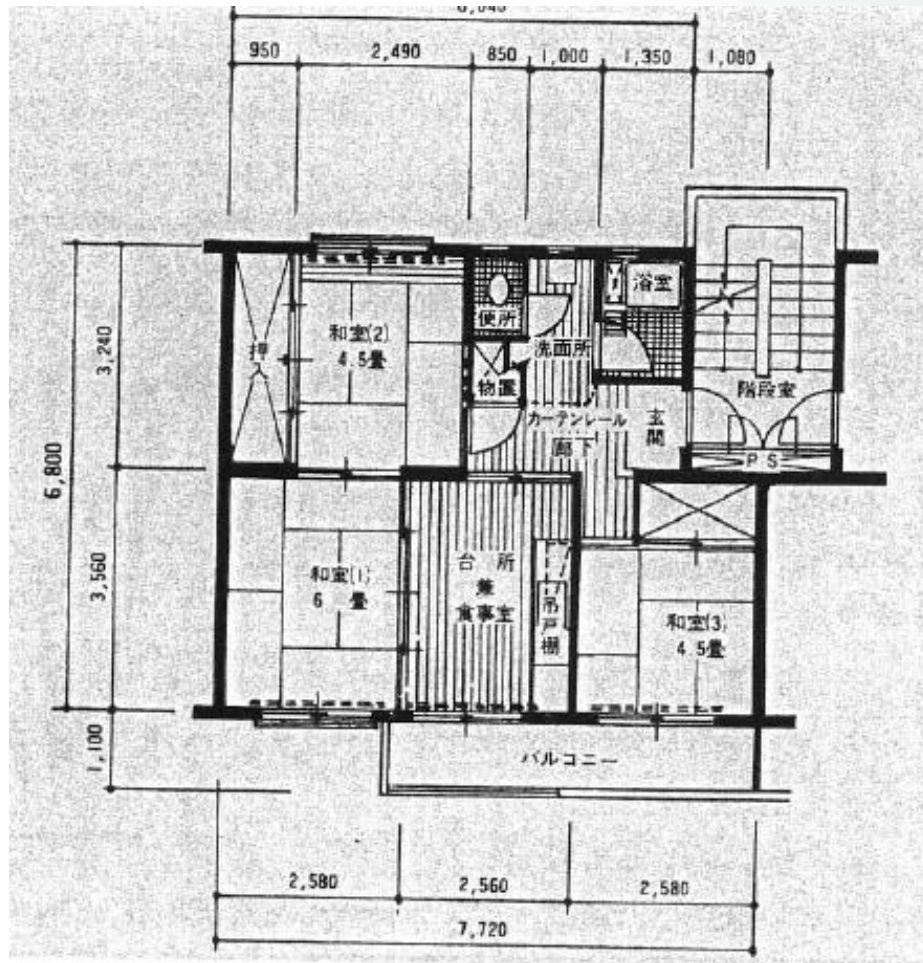 950
2,490
850
1,000
1,350
1,080
3,240
6,800
3,560
1,100
押入
和室(2)
4.5畳
便所
物置
洗面所
浴室
階段室
カーテンレール
廊下
玄関
PS
和室(1)
6畳
台所
兼
食事室
吊戸棚
和室(3)
4.5畳
バルコニー
2,580
2,560
2,580
7,720